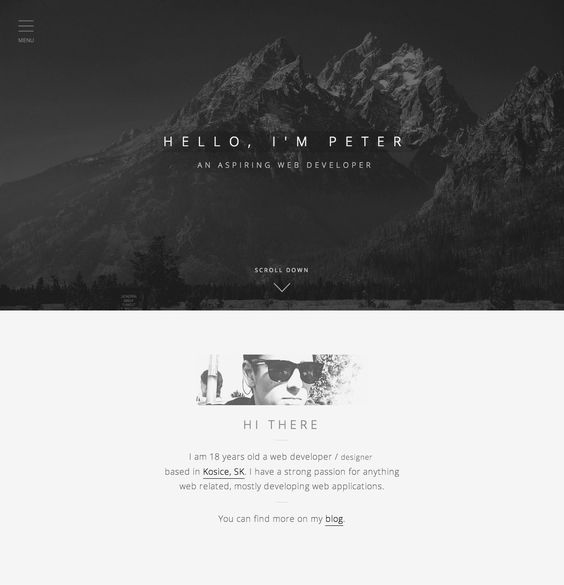 MENU
HELLO, I'M PETER
AN ASPIRING WEB DEVELOPER
SCROLL DOWN
HI THERE
I am 18 years old a web developer / designer
based in Kosice, SK. I have a strong passion for anything
web related, mostly developing web applications.
You can find more on my blog.